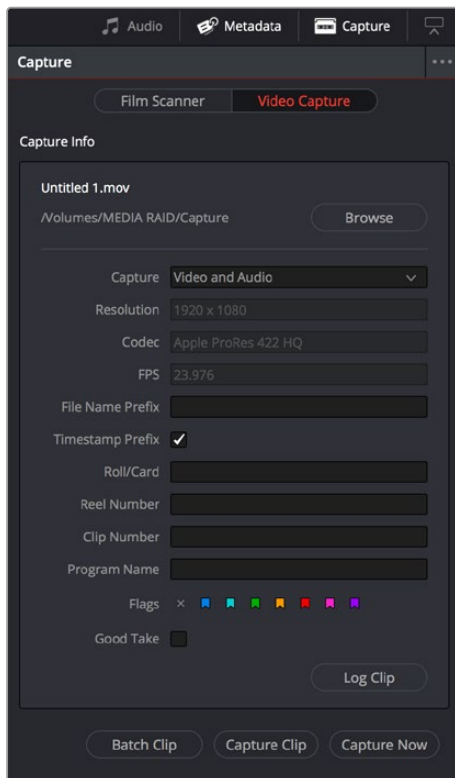 Audio Metadata Capture
Capture
Film Scanner Video Capture
Capture Info
Untitled 1.mov
/Volumes/MEDIA RAID/Capture Browse
Capture Video and Audio
Resolution 1920 x 1080
Codec Apple ProRes 422 HQ
FPS 23.976
File Name Prefix
Timestamp Prefix
Roll/Card
Reel Number
Clip Number
Program Name
Flags
Good Take
Log Clip
Batch Clip Capture Clip Capture Now